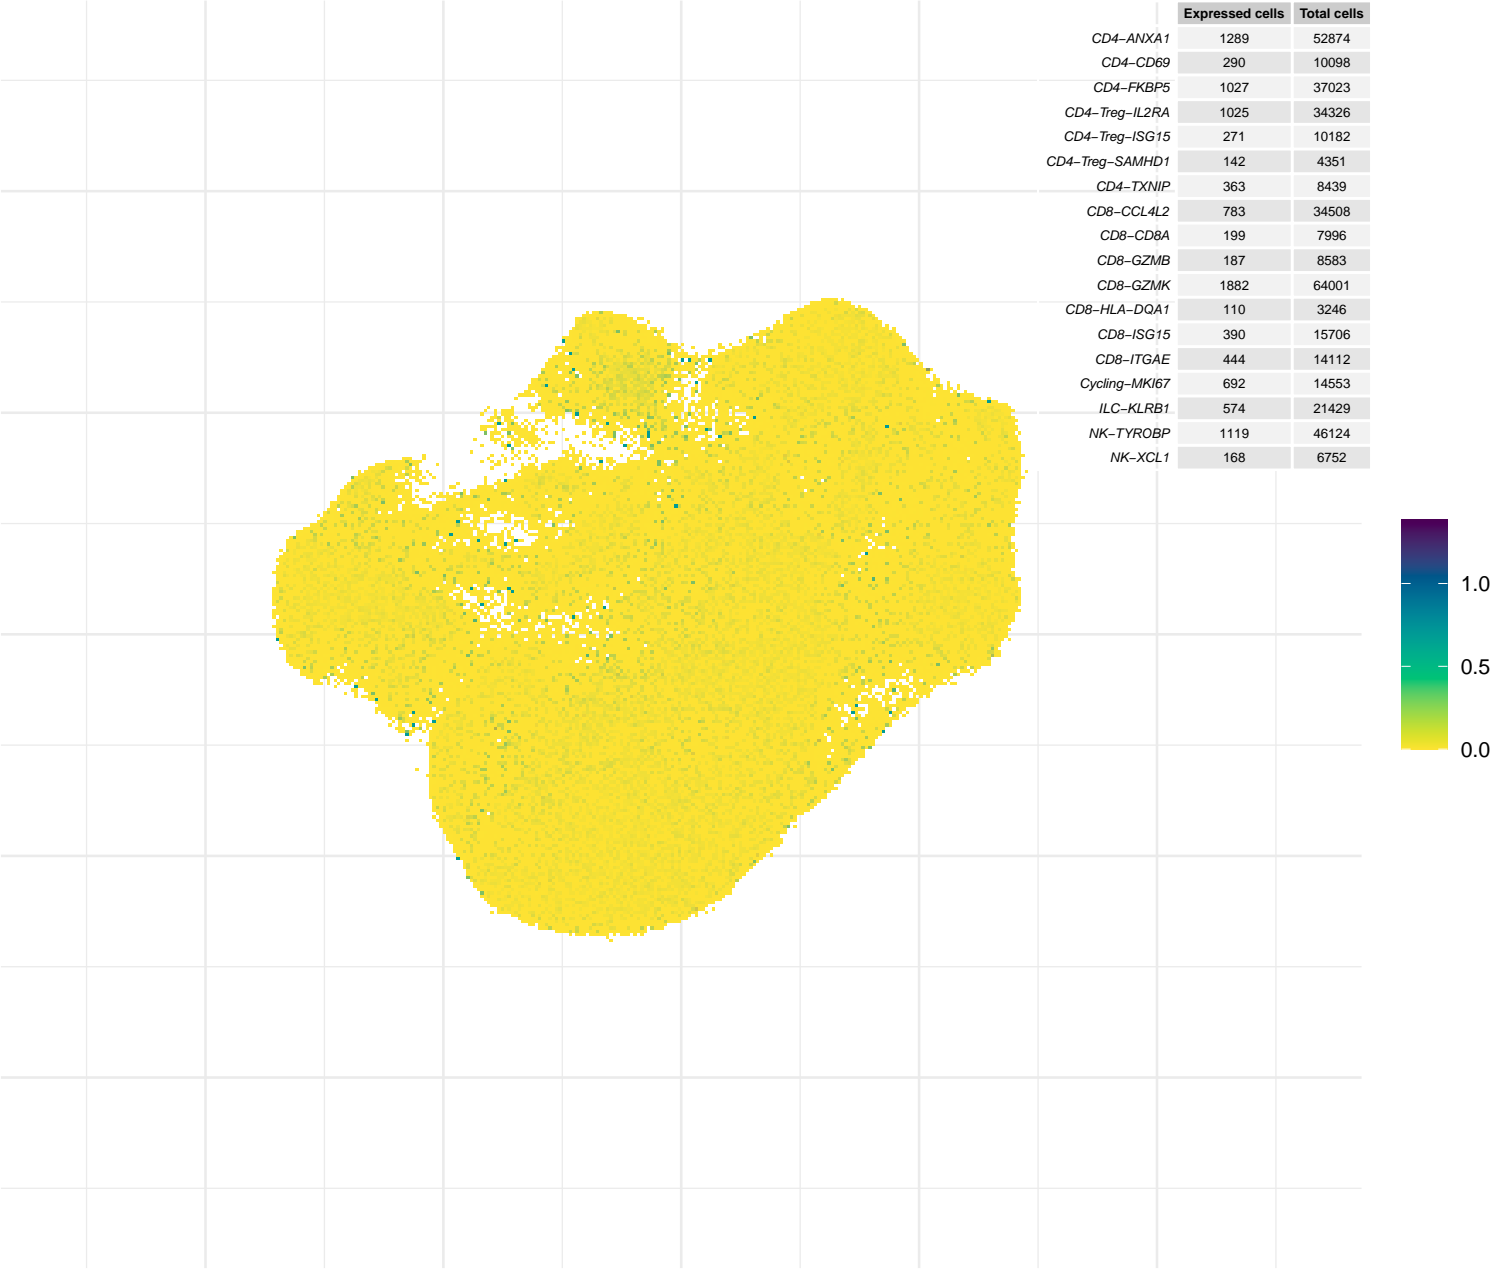 Expressed cells Total cells
CD4−ANXA1 1289 52874
CD4−CD69 290 10098
CD4−FKBP5 1027 37023
CD4−Treg−IL2RA 1025 34326
CD4−Treg−ISG15 271 10182
CD4−Treg−SAMHD1 142 4351
CD4−TXNIP 363 8439
CD8−CCL4L2 783 34508
CD8−CD8A 199 7996
CD8−GZMB 187 8583
CD8−GZMK 1882 64001
CD8−HLA−DQA1 110 3246
CD8−ISG15 390 15706
CD8−ITGAE 444 14112
Cycling−MKI67 692 14553
ILC−KLRB1 574 21429
NK−TYROBP 1119 46124
NK−XCL1 168 6752
1.0
0.5
0.0